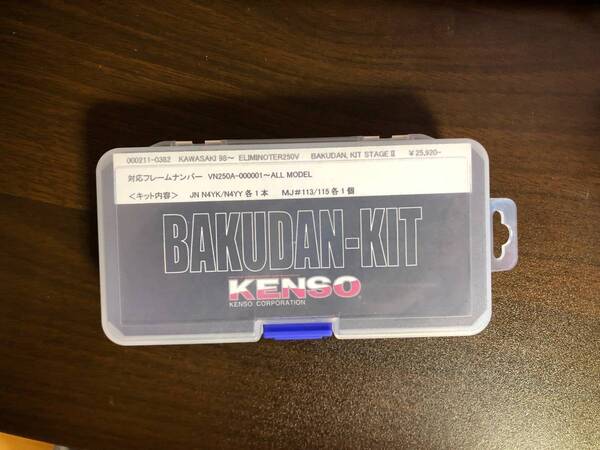 000211-0382 KAWASAKI 98～ ELIMINOTER250V BAKUDAN. KIT STAGEⅡ ￥25,920-
対応フレームナンバー VN250A-000001～ALL MODEL
＜キット内容＞ JN N4YK/N4YY 各1本 MJ#113/115 各1個
BAKUDAN-KIT
KENSO
KENSO CORPORATION